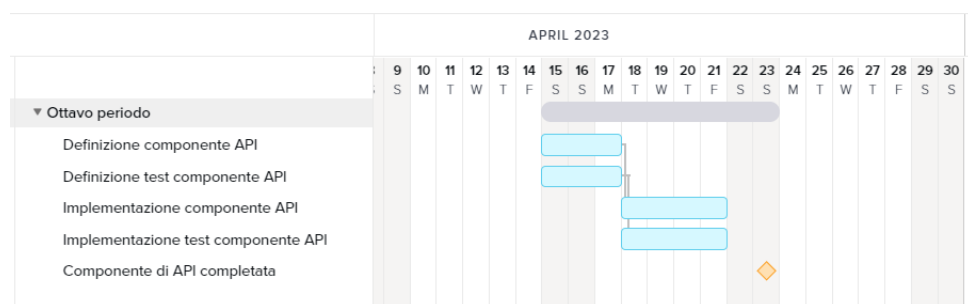 APRIL 2023
9 10 11 12 13 14 15 16 17 18 19 20 21 22 23 24 25 26 27 28 29 30
S M T W T F S S M T W T F S S M T W T F S S
Ottavo periodo
Definizione componente API
Definizione test componente API
Implementazione componente API
Implementazione test componente API
Componente di API completata